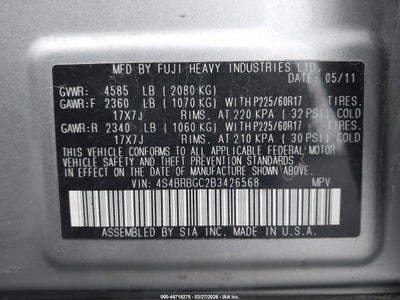 MFD BY FUJI HEAVY INDUSTRIES LTD.
DATE: 05/11
GVWR: 4585 LB (2080 KG)
GAWR:F 2360 LB (1070 KG) WITH P225/60R17 TIRES.
17X7J RIMS. AT 220 KPA (32 PSI) COLD
GAWR:R 2340 LB (1060 KG) WITH P225/60R17 TIRES.
17X7J RIMS. AT 210 KPA (30 PSI) COLD
THIS VEHICLE CONFORMS TO ALL APPLICABLE FEDERAL MOTOR
VEHICLE SAFETY, BUMPER, AND THEFT PREVENTION
STANDARDS IN EFFECT ON THE DATE OF MANUFACTURE
SHOWN ABOVE.
VIN: 4S4BRBGC2B3426568 MPV
ASSEMBLED BY SIA INC. IN U.S.A.
000-44718275 - 03/27/2026 - IAA Inc.